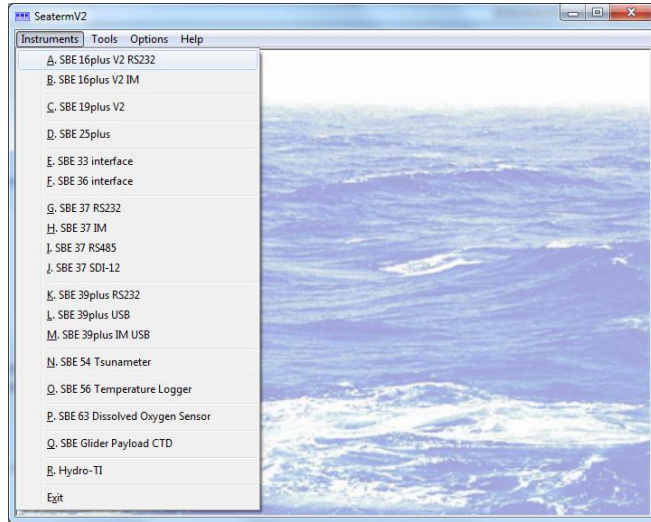 SeatermV2
Instruments Tools Options Help
A. SBE 16plus V2 RS232
B. SBE 16plus V2 IM
C. SBE 19plus V2
D. SBE 25plus
E. SBE 33 interface
F. SBE 36 interface
G. SBE 37 RS232
H. SBE 37 IM
I. SBE 37 RS485
J. SBE 37 SDI-12
K. SBE 39plus RS232
L. SBE 39plus USB
M. SBE 39plus IM USB
N. SBE 54 Tsunameter
O. SBE 56 Temperature Logger
P. SBE 63 Dissolved Oxygen Sensor
Q. SBE Glider Payload CTD
R. Hydro-TI
Exit